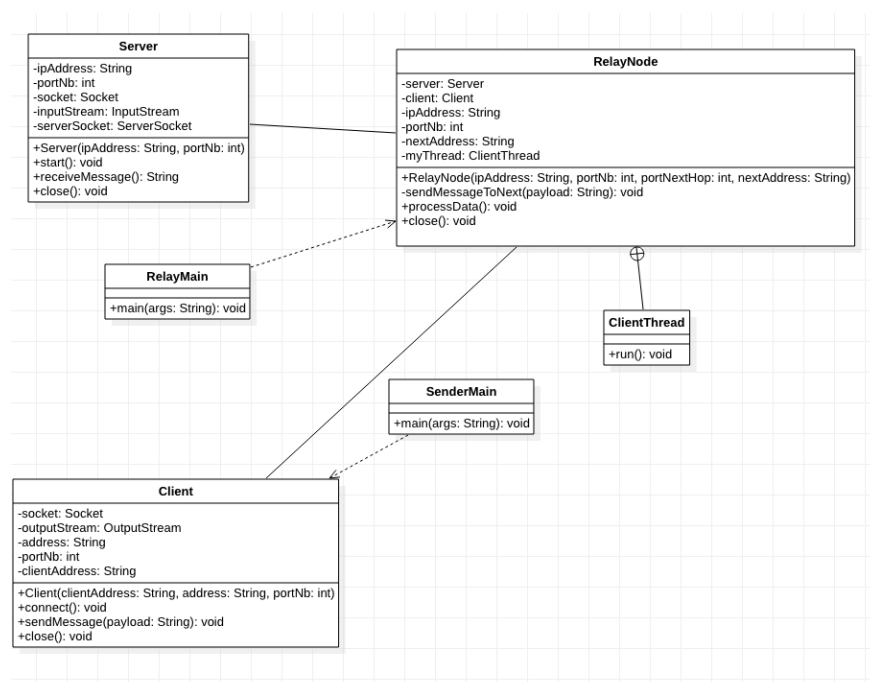 Server
-ipAddress: String
-portNb: int
-socket: Socket
-inputStream: InputStream
-serverSocket: ServerSocket
+Server(ipAddress: String, portNb: int)
+start(): void
+receiveMessage(): String
+close(): void
RelayNode
-server: Server
-client: Client
-ipAddress: String
-portNb: int
-nextAddress: String
-myThread: ClientThread
+RelayNode(ipAddress: String, portNb: int, portNextHop: int, nextAddress: String)
-sendMessageToNext(payload: String): void
+processData(): void
+close(): void
RelayMain
+main(args: String): void
ClientThread
+run(): void
SenderMain
+main(args: String): void
Client
-socket: Socket
-outputStream: OutputStream
-address: String
-portNb: int
-clientAddress: String
+Client(clientAddress: String, address: String, portNb: int)
+connect(): void
+sendMessage(payload: String): void
+close(): void